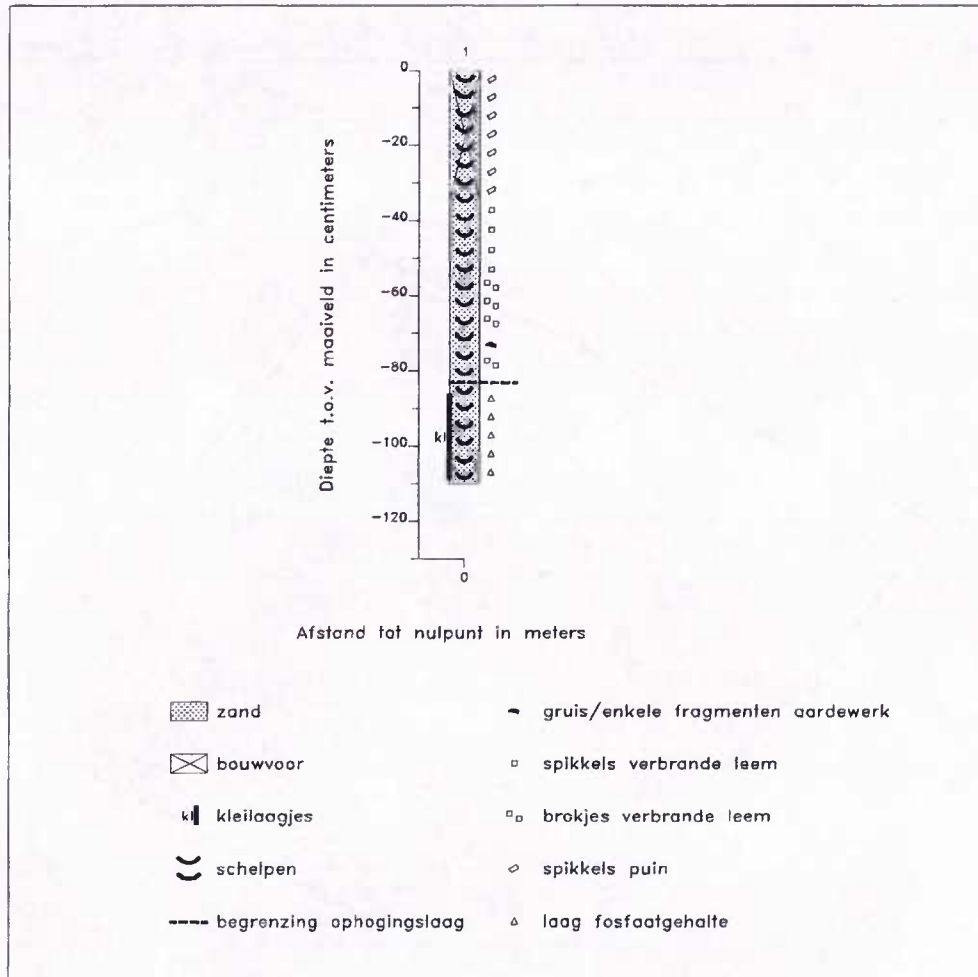 1
0
-20
-40
-60
-80
-100
-120
Diepte t.o.v. maaiveld in centimeters
kl
0
Afstand tot nulpunt in meters
zand
bouwvoor
kl kleilaagjes
schelpen
begrenzing ophogingslaag
gruis/enkele fragmenten aardewerk
spikkels verbrande leem
brokjes verbrande leem
spikkels puin
laag fosfaatgehalte